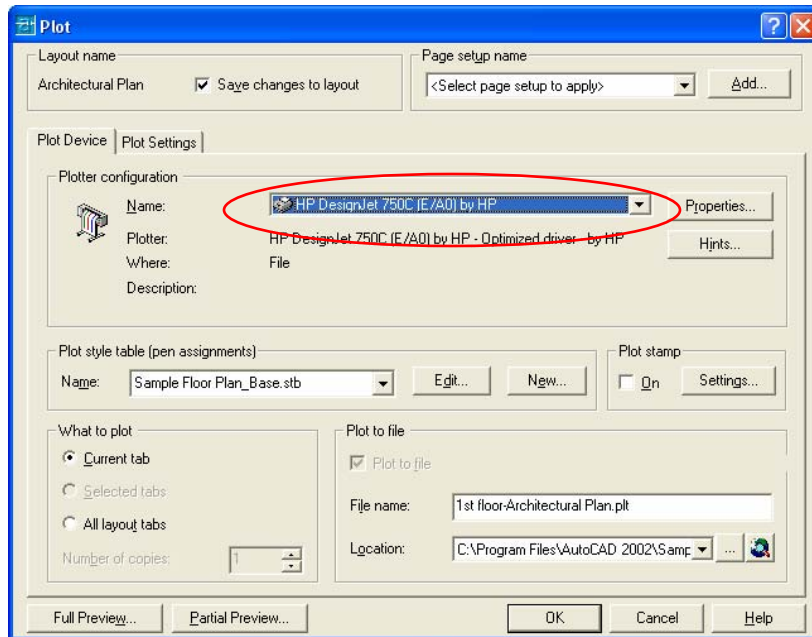 Plot
Layout name
Architectural Plan
Save changes to layout
Page setup name
<Select page setup to apply>
Add...
Plot Device
Plot Settings
Plotter configuration
Name:
HP DesignJet 750C (E/A0) by HP
Properties...
Plotter:
HP DesignJet 750C (E/A0) by HP - Optimized driver - by HP
Hints...
Where:
File
Description:
Plot style table (pen assignments)
Name:
Sample Floor Plan_Base.stb
Edit...
New...
Plot stamp
On
Settings...
What to plot
Current tab
Selected tabs
All layout tabs
Number of copies:
1
Plot to file
Plot to file
File name:
1st floor-Architectural Plan.plt
Location:
C:\Program Files\AutoCAD 2002\Samp
...
Full Preview...
Partial Preview...
OK
Cancel
Help